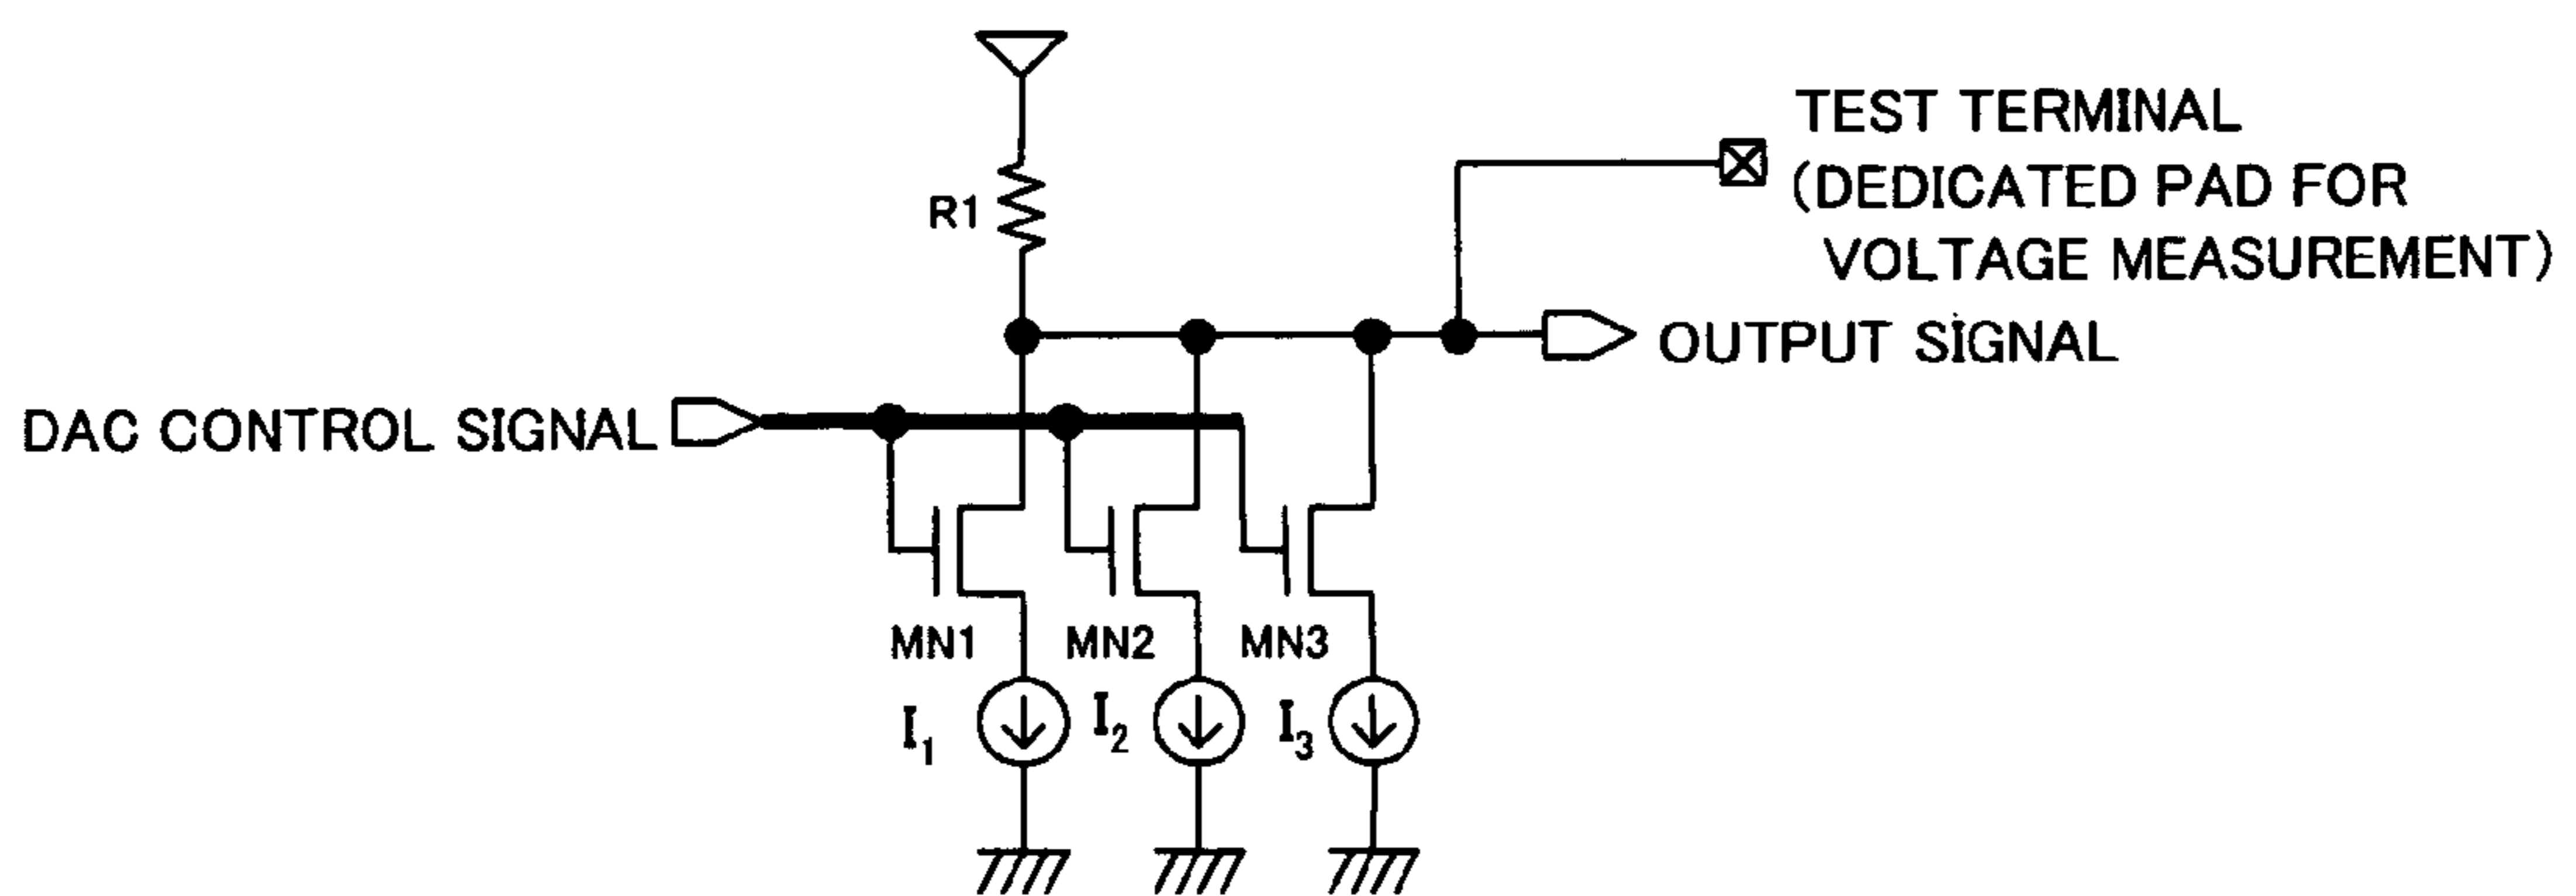 TEST TERMINAL
(DEDICATED PAD FOR
VOLTAGE MEASUREMENT)
R1
OUTPUT SIGNAL
DAC CONTROL SIGNAL
MN1 MN2 MN3
I1 I2 I3